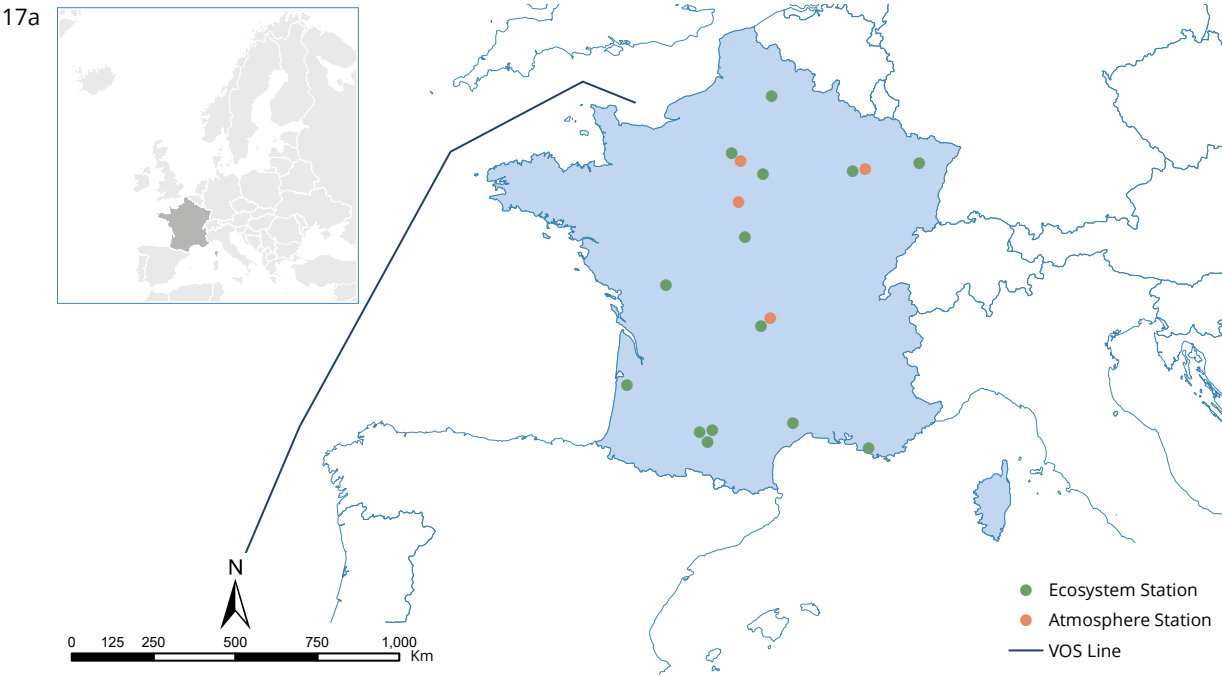 17a
N
0 125 250 500 750 1,000
Km
Ecosystem Station
Atmosphere Station
VOS Line